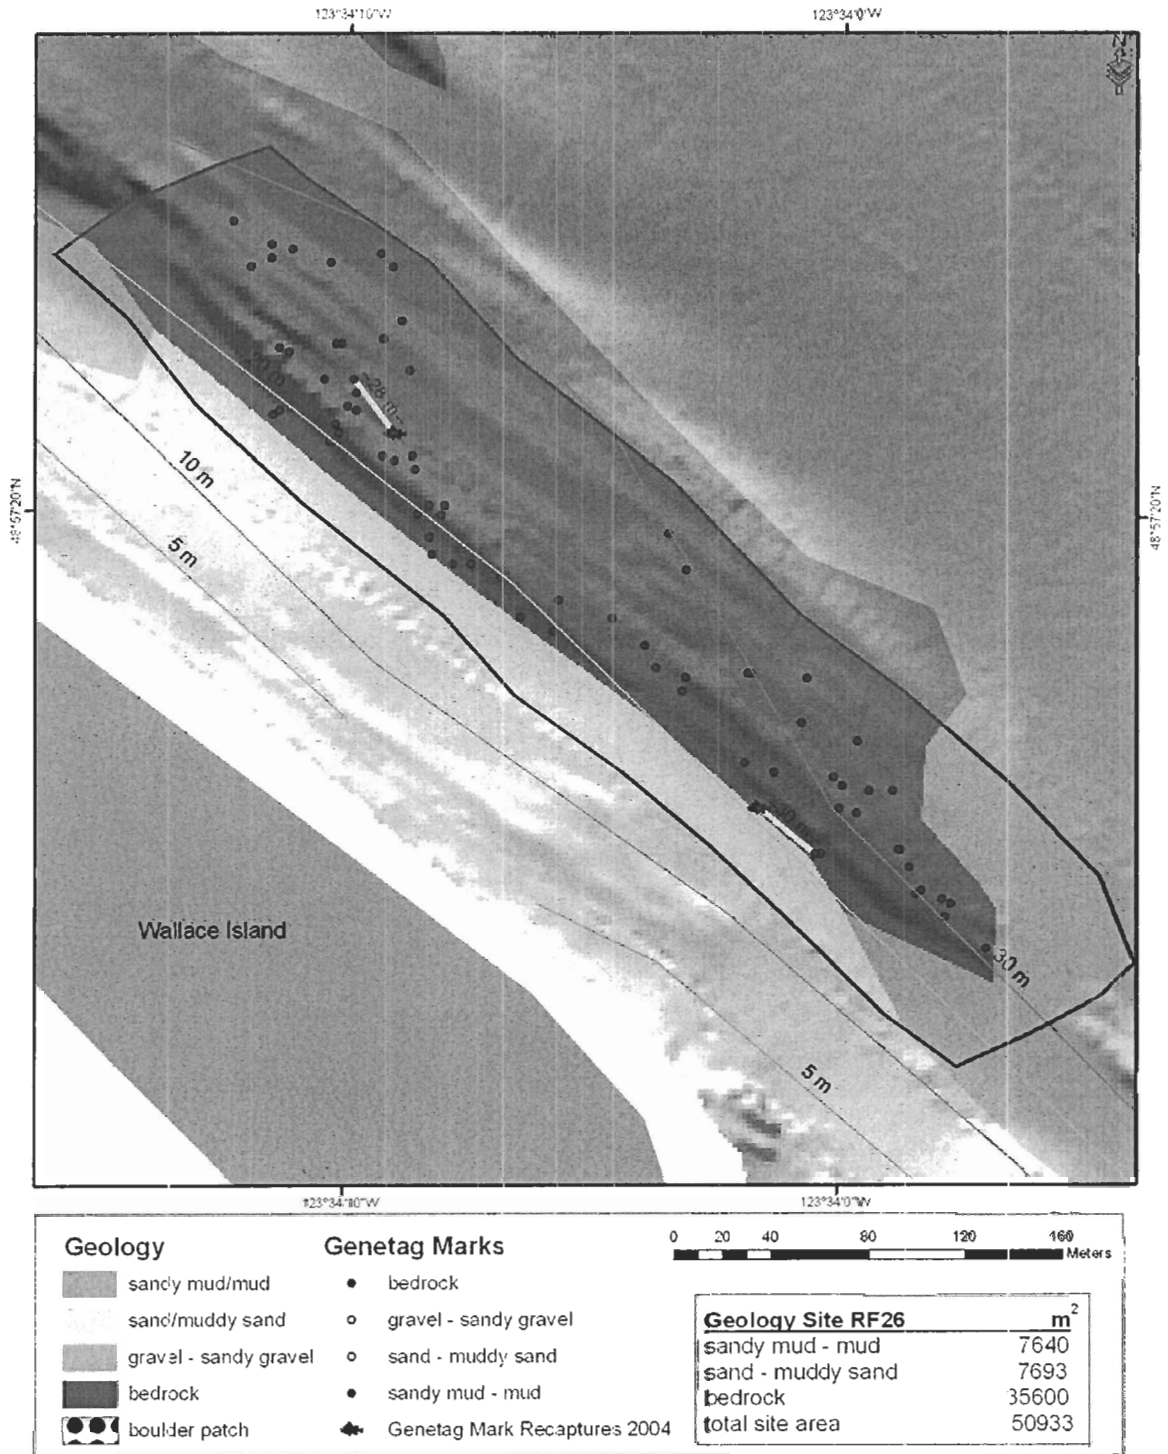 123°34'10"W 123°34'0"W
N
28 m
10 m
48°57'20"N 48°57'20"N
5 m
Wallace Island
30 m
5 m
123°34'10"W 123°34'0"W
Geology
sandy mud/mud
sand/muddy sand
gravel - sandy gravel
bedrock
boulder patch
Genetag Marks
bedrock
gravel - sandy gravel
sand - muddy sand
sandy mud - mud
Genetag Mark Recaptures 2004
0 20 40 80 120 160
Meters
Geology Site RF26 m²
sandy mud - mud 7640
sand - muddy sand 7693
bedrock 35600
total site area 50933